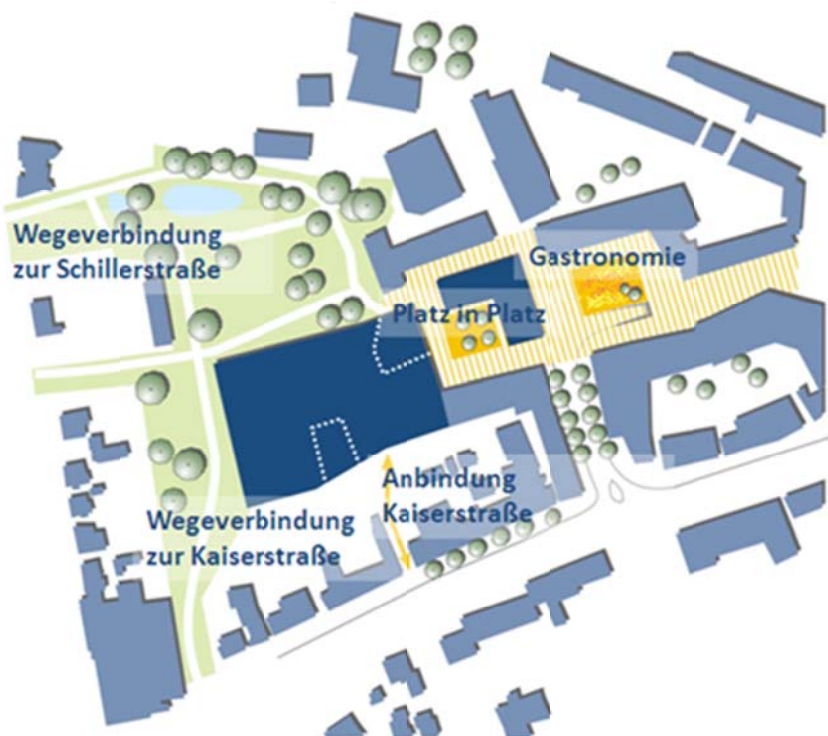 Wegeverbindung
zur Schillerstraße
Gastronomie
Platz in Platz
Anbindung
Kaiserstraße
Wegeverbindung
zur Kaiserstraße